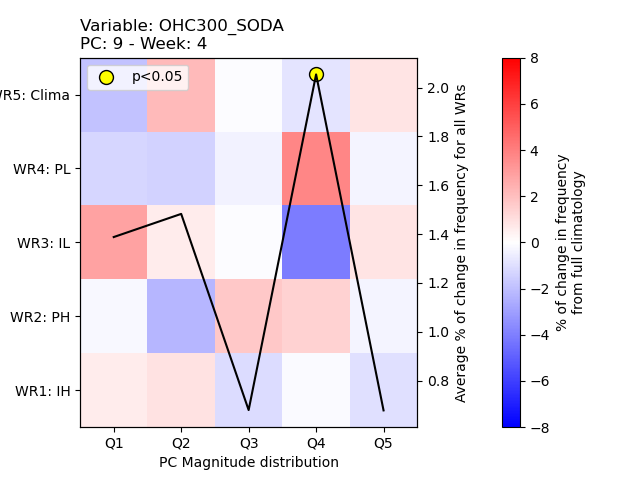 Variable: OHC300_SODA
PC: 9 - Week: 4
p<0.05
WR5: Clima
WR4: PL
WR3: IL
WR2: PH
WR1: IH
Q1 Q2 Q3 Q4 Q5
PC Magnitude distribution
2.0
1.8
1.6
1.4
1.2
1.0
0.8
Average % of change in frequency for all WRs
8
6
4
2
0
−2
−4
−6
−8
% of change in frequency
from full climatology